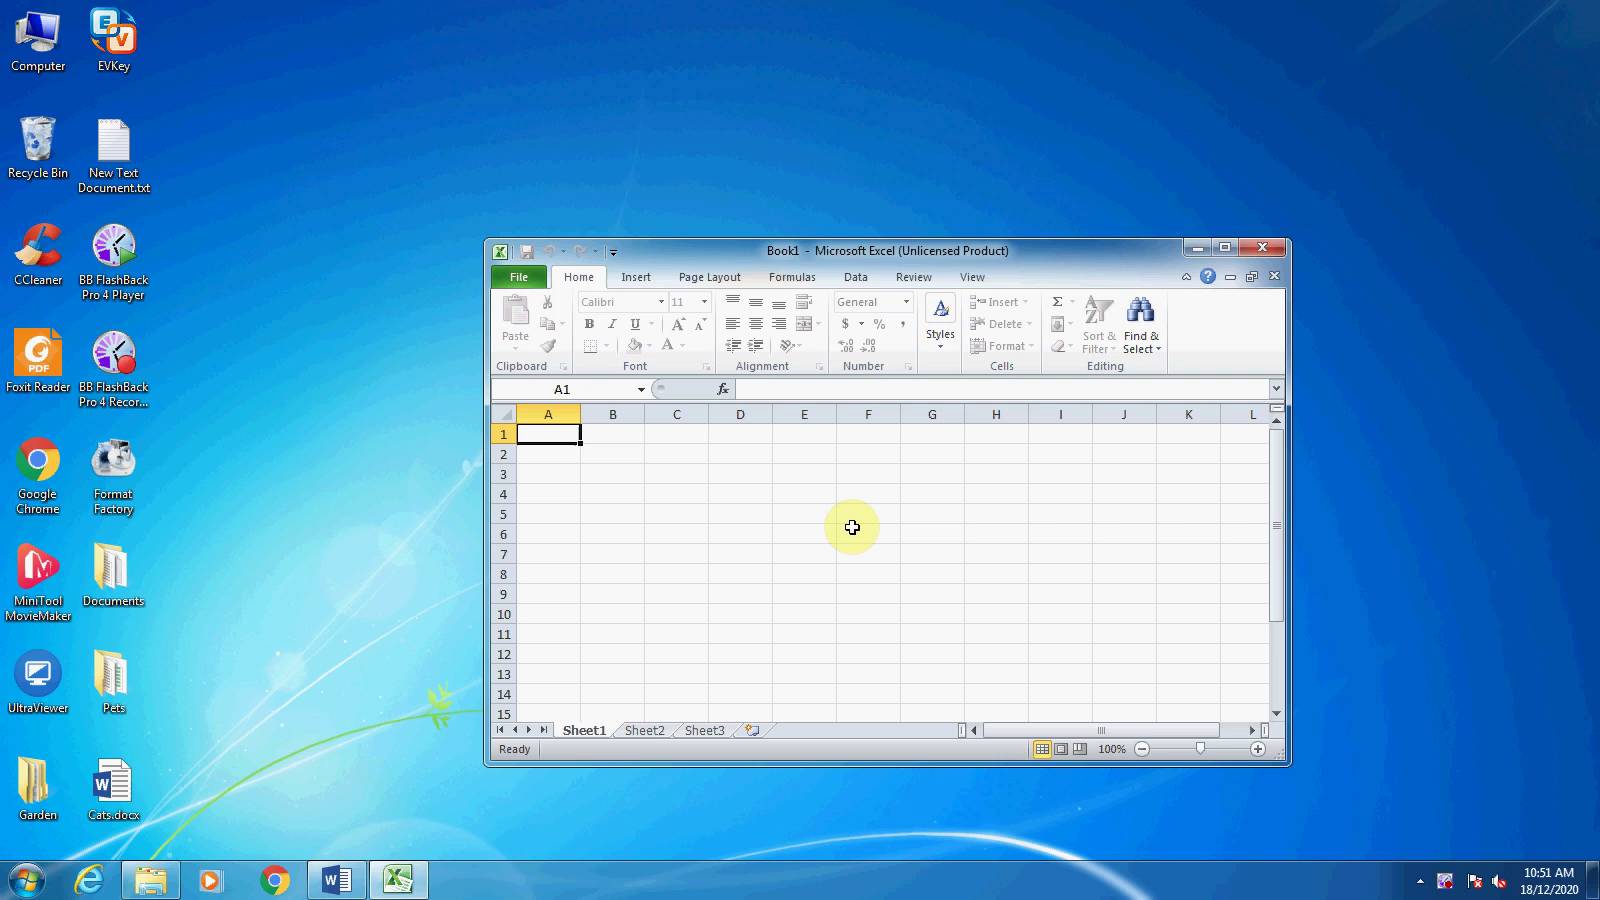 Computer
EVKey
Recycle Bin
New Text
Document.txt
CCleaner
BB FlashBack
Pro 4 Player
PDF
Foxit Reader
BB FlashBack
Pro 4 Recor...
Google
Chrome
Format
Factory
MiniTool
MovieMaker
Documents
UltraViewer
Pets
Garden
Cats.docx
Book1 - Microsoft Excel (Unlicensed Product)
File Home Insert Page Layout Formulas Data Review View
Paste
Clipboard
Calibri 11
B I U
Font
Alignment
General
$ % ,
Number
Styles
Insert
Delete
Format
Cells
Σ
Sort & Filter
Find & Select
Editing
A1 fx
A B C D E F G H I J K L
1
2
3
4
5
6
7
8
9
10
11
12
13
14
15
Sheet1 Sheet2 Sheet3
Ready 100%
10:51 AM
18/12/2020